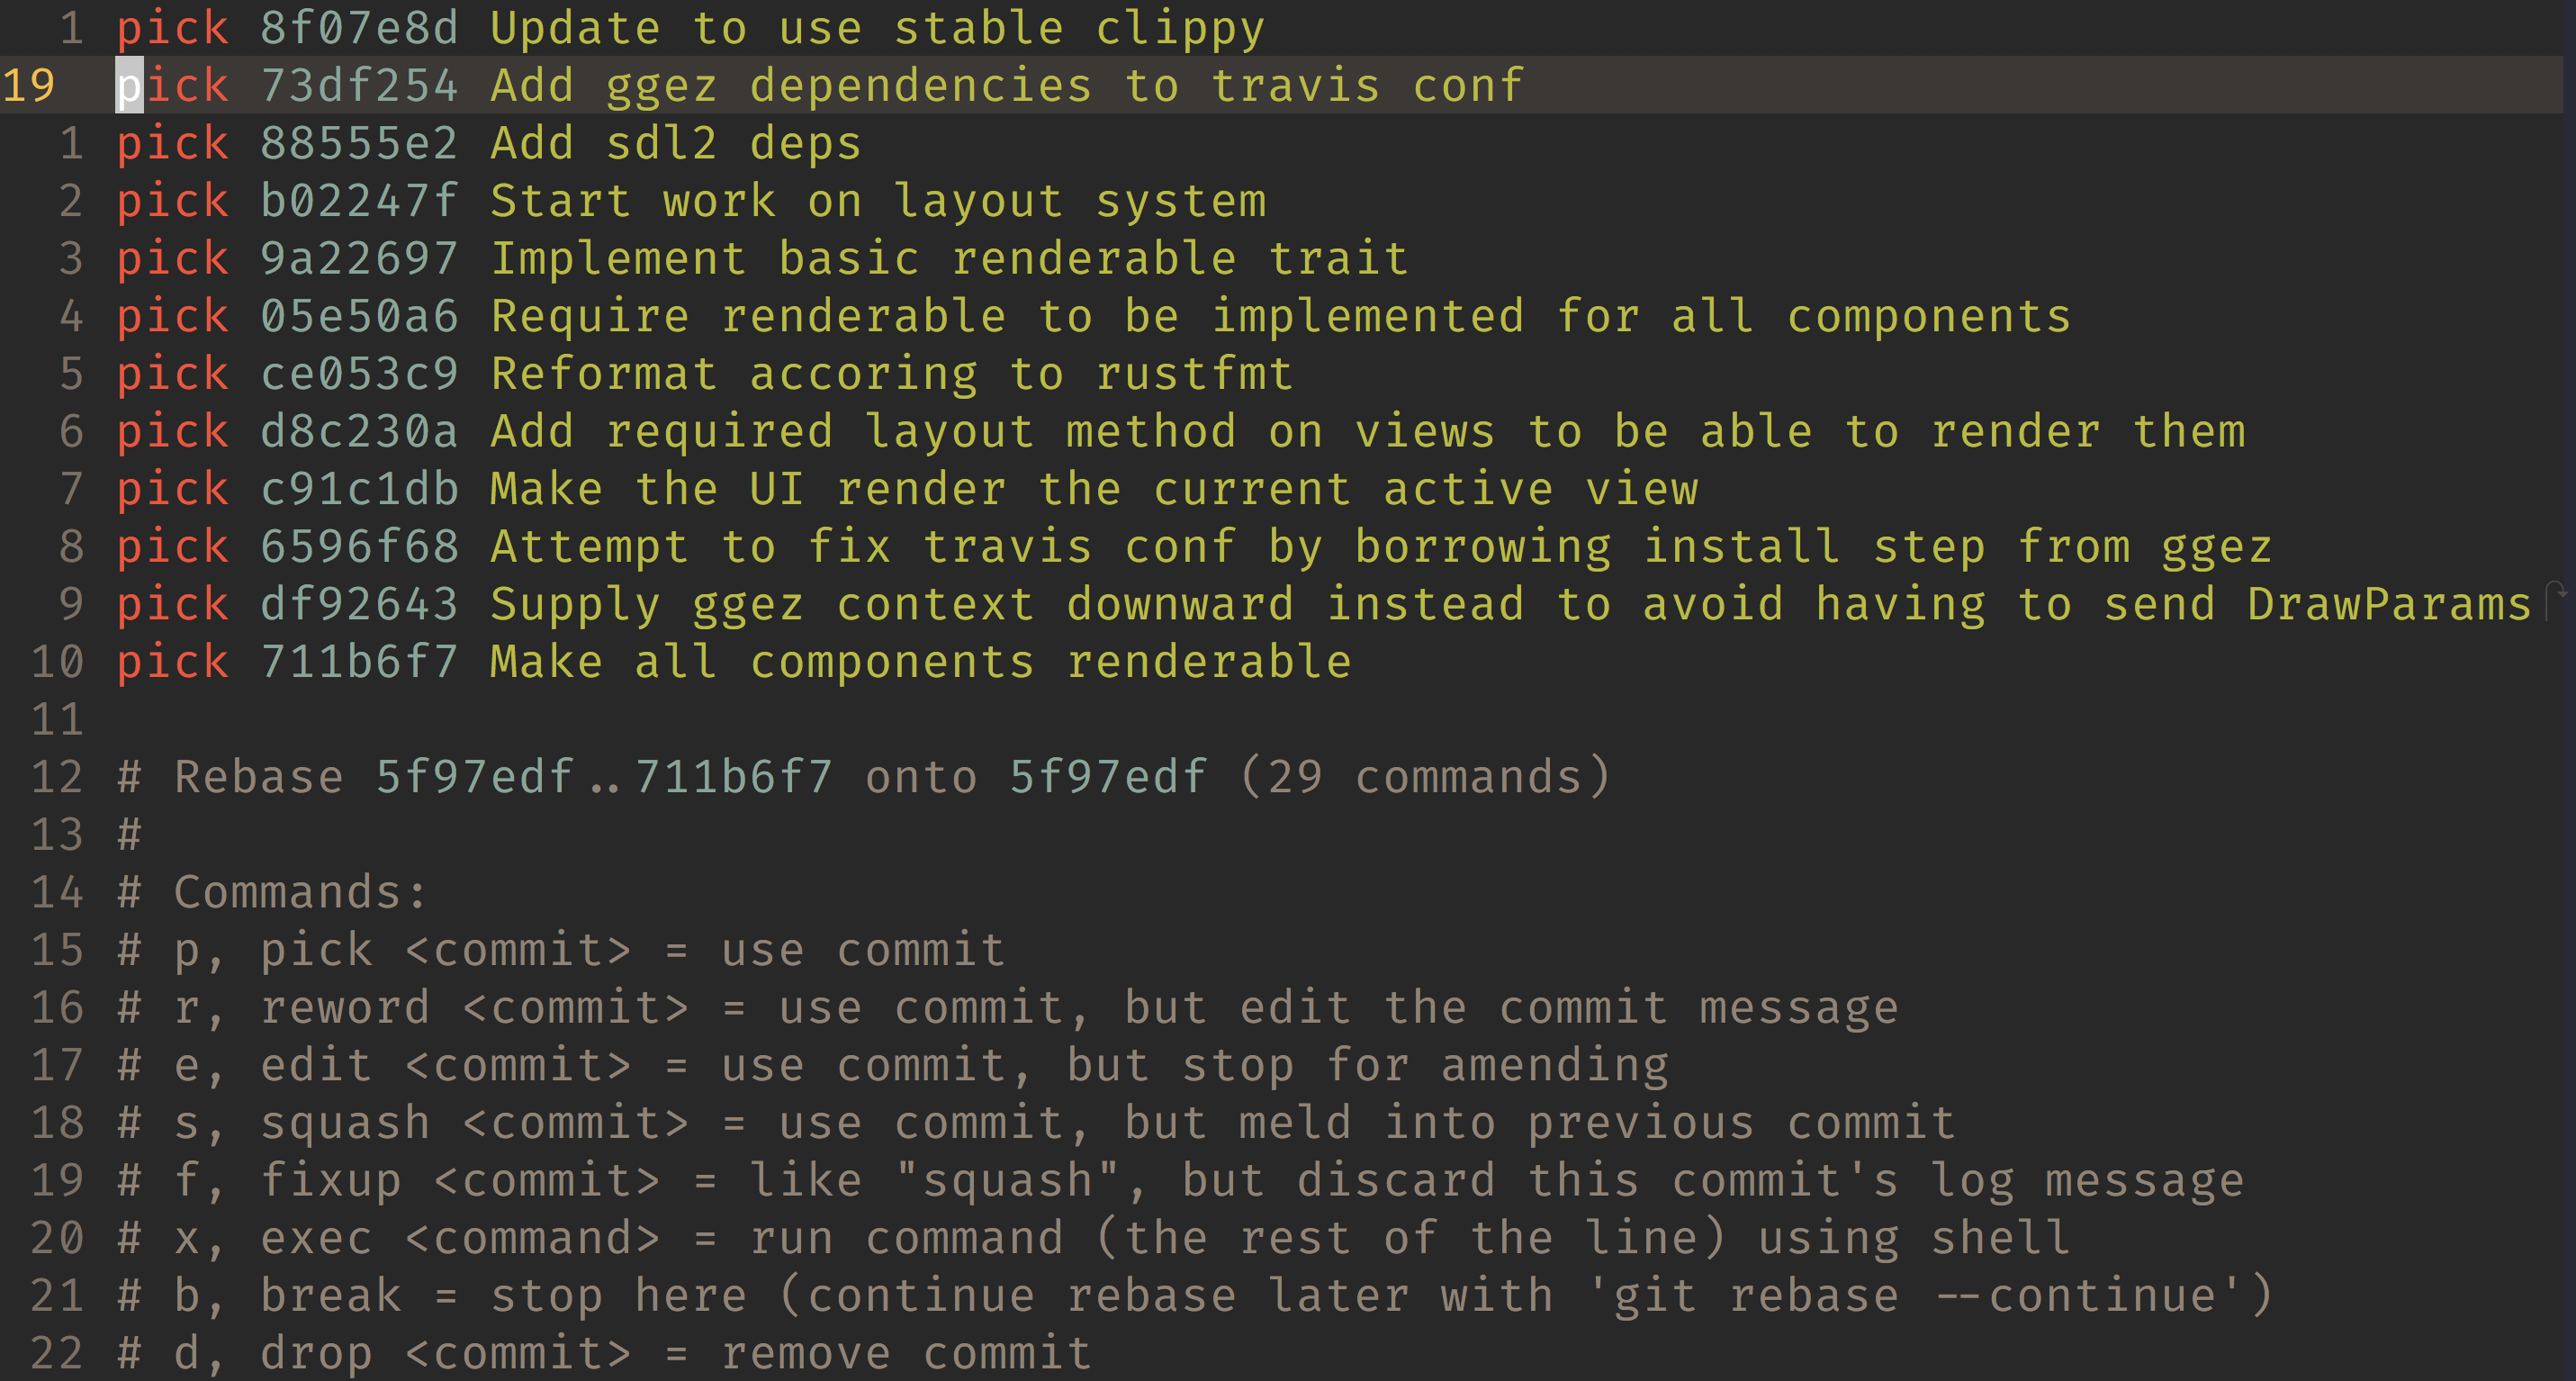 1 pick 8f07e8d Update to use stable clippy
19 pick 73df254 Add ggez dependencies to travis conf
1 pick 88555e2 Add sdl2 deps
2 pick b02247f Start work on layout system
3 pick 9a22697 Implement basic renderable trait
4 pick 05e50a6 Require renderable to be implemented for all components
5 pick ce053c9 Reformat accoring to rustfmt
6 pick d8c230a Add required layout method on views to be able to render them
7 pick c91c1db Make the UI render the current active view
8 pick 6596f68 Attempt to fix travis conf by borrowing install step from ggez
9 pick df92643 Supply ggez context downward instead to avoid having to send DrawParams
10 pick 711b6f7 Make all components renderable
11
12 # Rebase 5f97edf..711b6f7 onto 5f97edf (29 commands)
13 #
14 # Commands:
15 # p, pick <commit> = use commit
16 # r, reword <commit> = use commit, but edit the commit message
17 # e, edit <commit> = use commit, but stop for amending
18 # s, squash <commit> = use commit, but meld into previous commit
19 # f, fixup <commit> = like "squash", but discard this commit's log message
20 # x, exec <command> = run command (the rest of the line) using shell
21 # b, break = stop here (continue rebase later with 'git rebase --continue')
22 # d, drop <commit> = remove commit